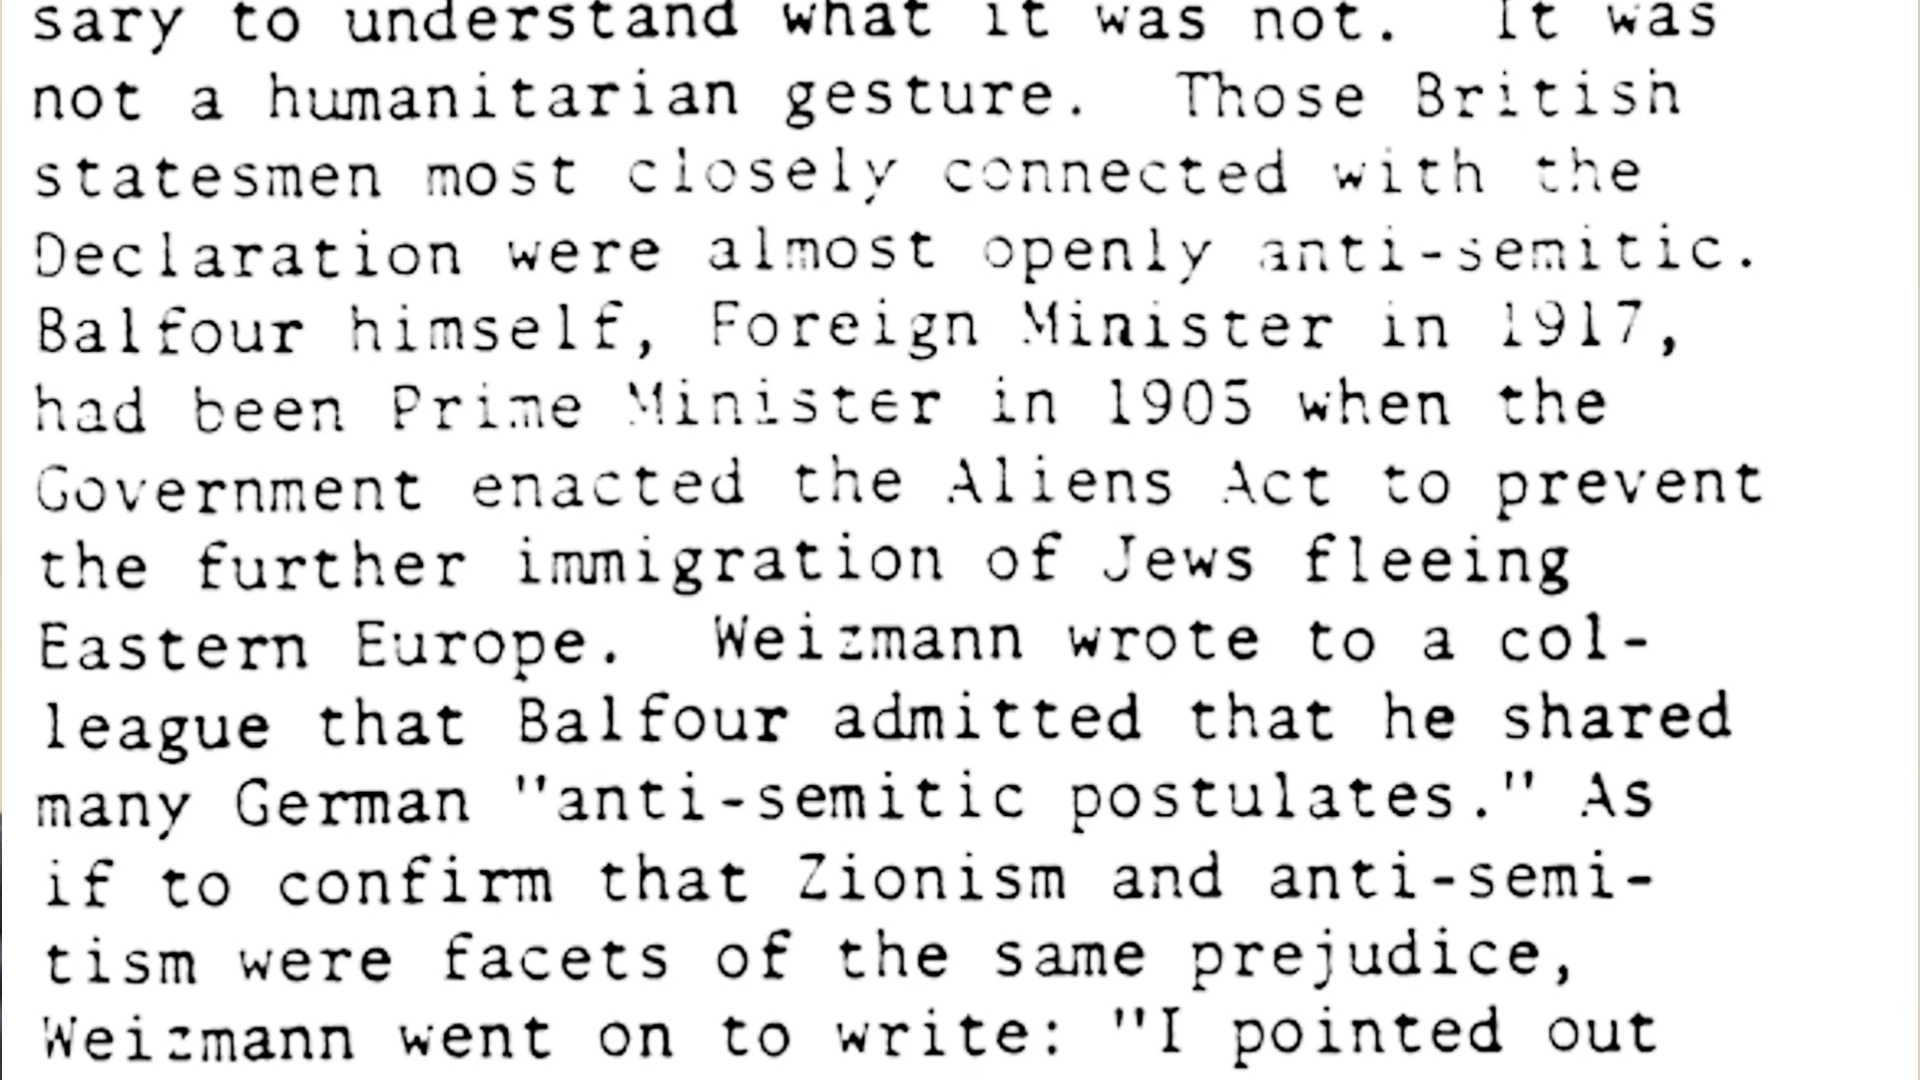 sary to understand what it was not. It was
not a humanitarian gesture. Those British
statesmen most closely connected with the
Declaration were almost openly anti-semitic.
Balfour himself, Foreign Minister in 1917,
had been Prime Minister in 1905 when the
Government enacted the Aliens Act to prevent
the further immigration of Jews fleeing
Eastern Europe. Weizmann wrote to a col-
league that Balfour admitted that he shared
many German "anti-semitic postulates." As
if to confirm that Zionism and anti-semi-
tism were facets of the same prejudice,
Weizmann went on to write: "I pointed out